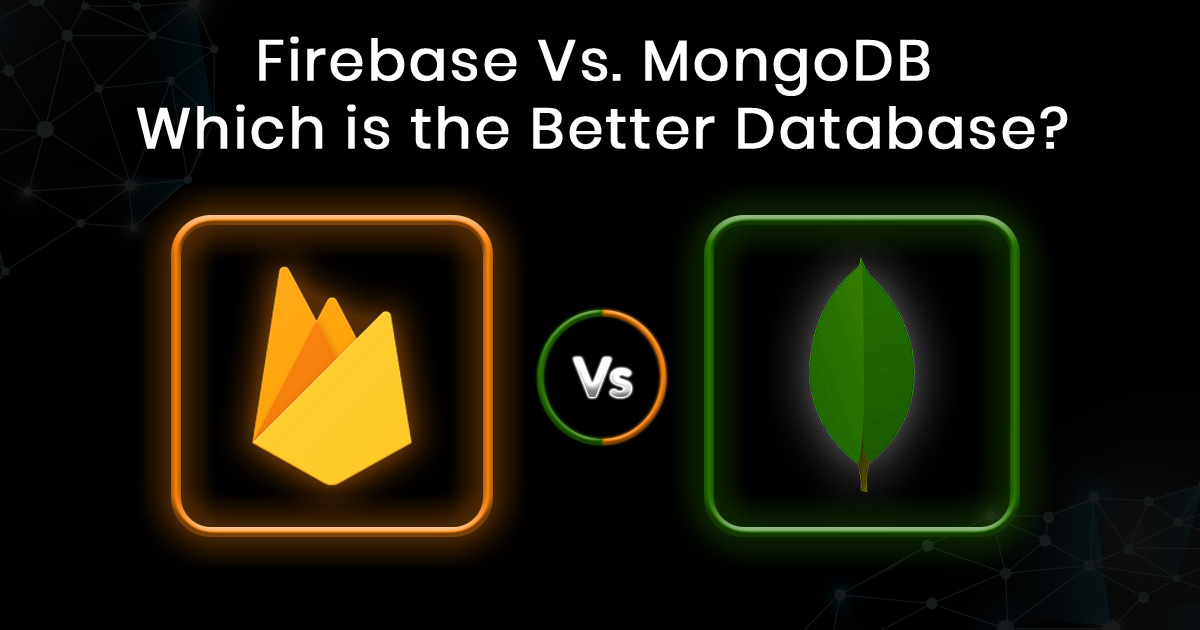 Firebase Vs. MongoDB
Which is the Better Database?
Vs